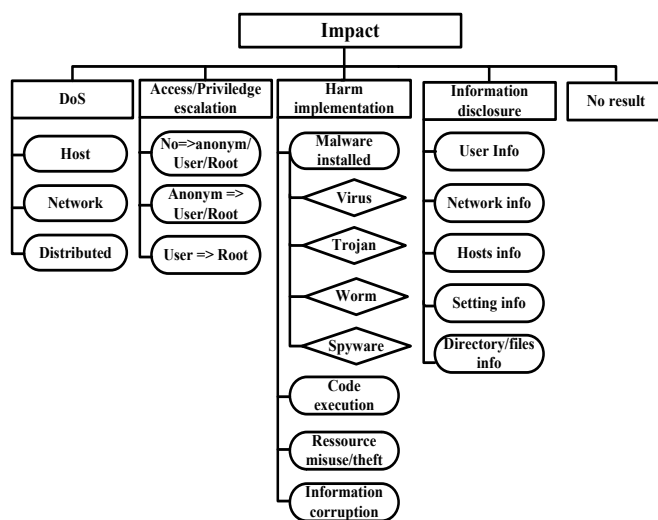 Impact
DoS
Host
Network
Distributed
Access/Priviledge
escalation
No=>anonym/
User/Root
Anonym =>
User/Root
User => Root
Harm
implementation
Malware
installed
Virus
Trojan
Worm
Spyware
Code
execution
Ressource
misuse/theft
Information
corruption
Information
disclosure
User Info
Network info
Hosts info
Setting info
Directory/files
info
No result